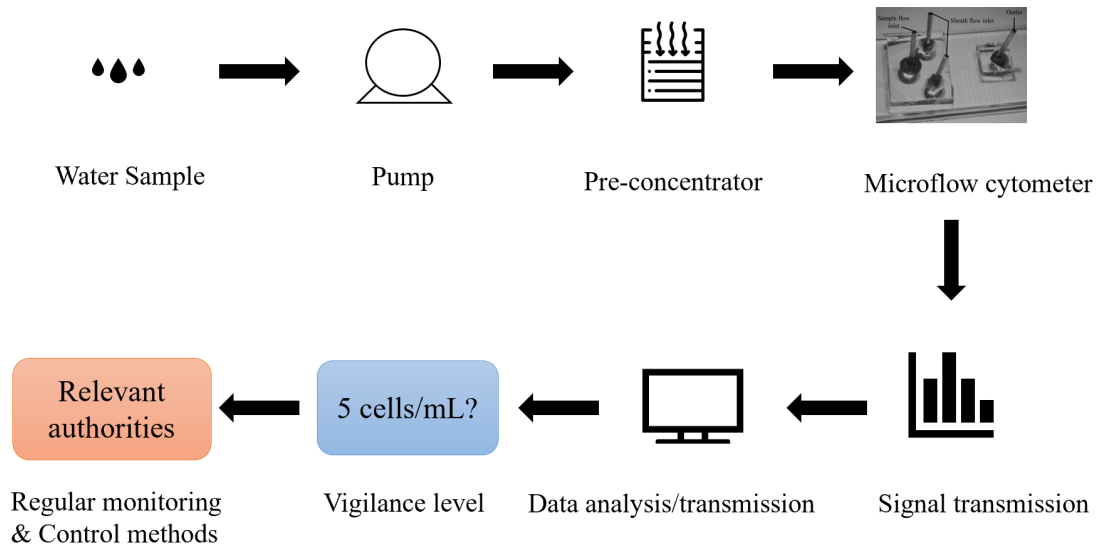 Sample flow
inlet
Sheath flow inlet
Outlet
Water Sample
Pump
Pre-concentrator
Microflow cytometer
Relevant
authorities
5 cells/mL?
Regular monitoring
& Control methods
Vigilance level
Data analysis/transmission
Signal transmission